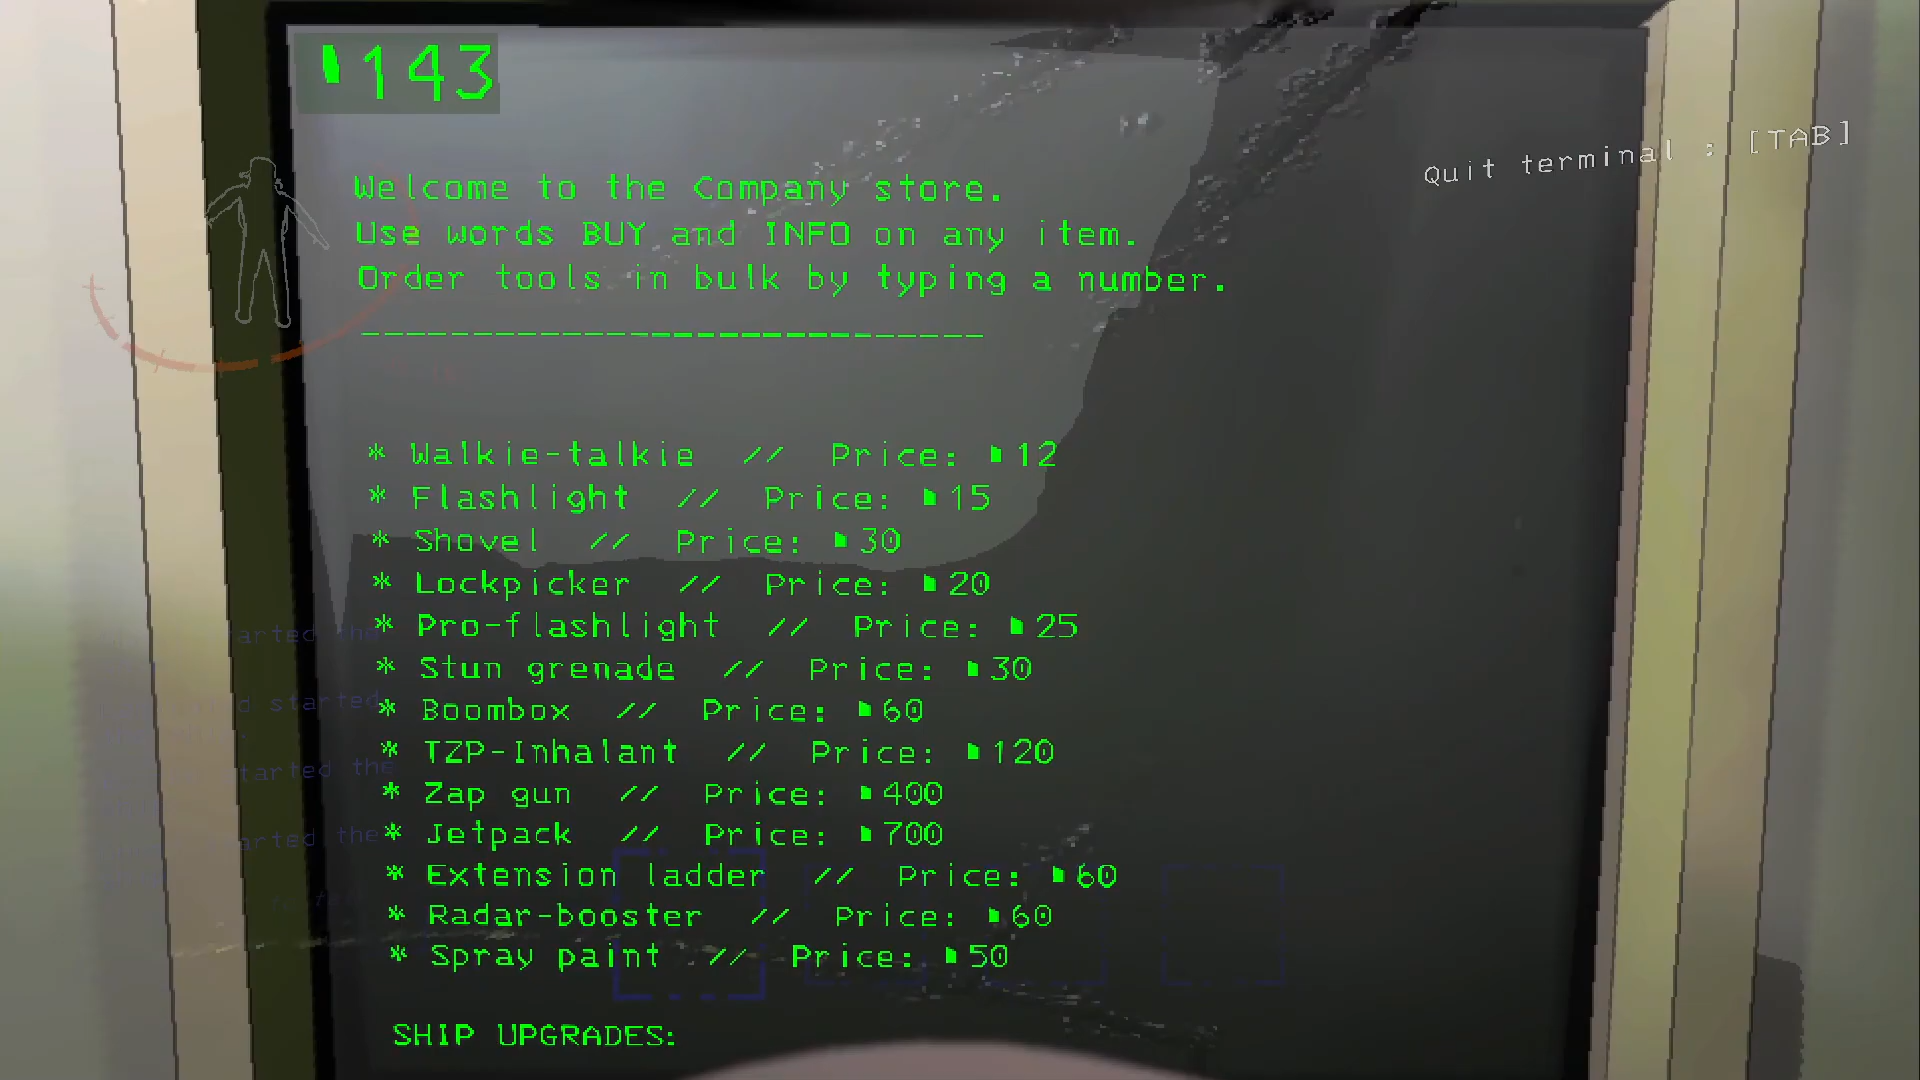 143
Quit terminal : [TAB]
Welcome to the Company store.
Use words BUY and INFO on any item.
Order tools in bulk by typing a number.
----------------------------
* Walkie-talkie // Price: ▮12
* Flashlight // Price: ▮15
* Shovel // Price: ▮30
* Lockpicker // Price: ▮20
* Pro-flashlight // Price: ▮25
* Stun grenade // Price: ▮30
* Boombox // Price: ▮60
* TZP-Inhalant // Price: ▮120
* Zap gun // Price: ▮400
* Jetpack // Price: ▮700
* Extension ladder // Price: ▮60
* Radar-booster // Price: ▮60
* Spray paint // Price: ▮50
SHIP UPGRADES: